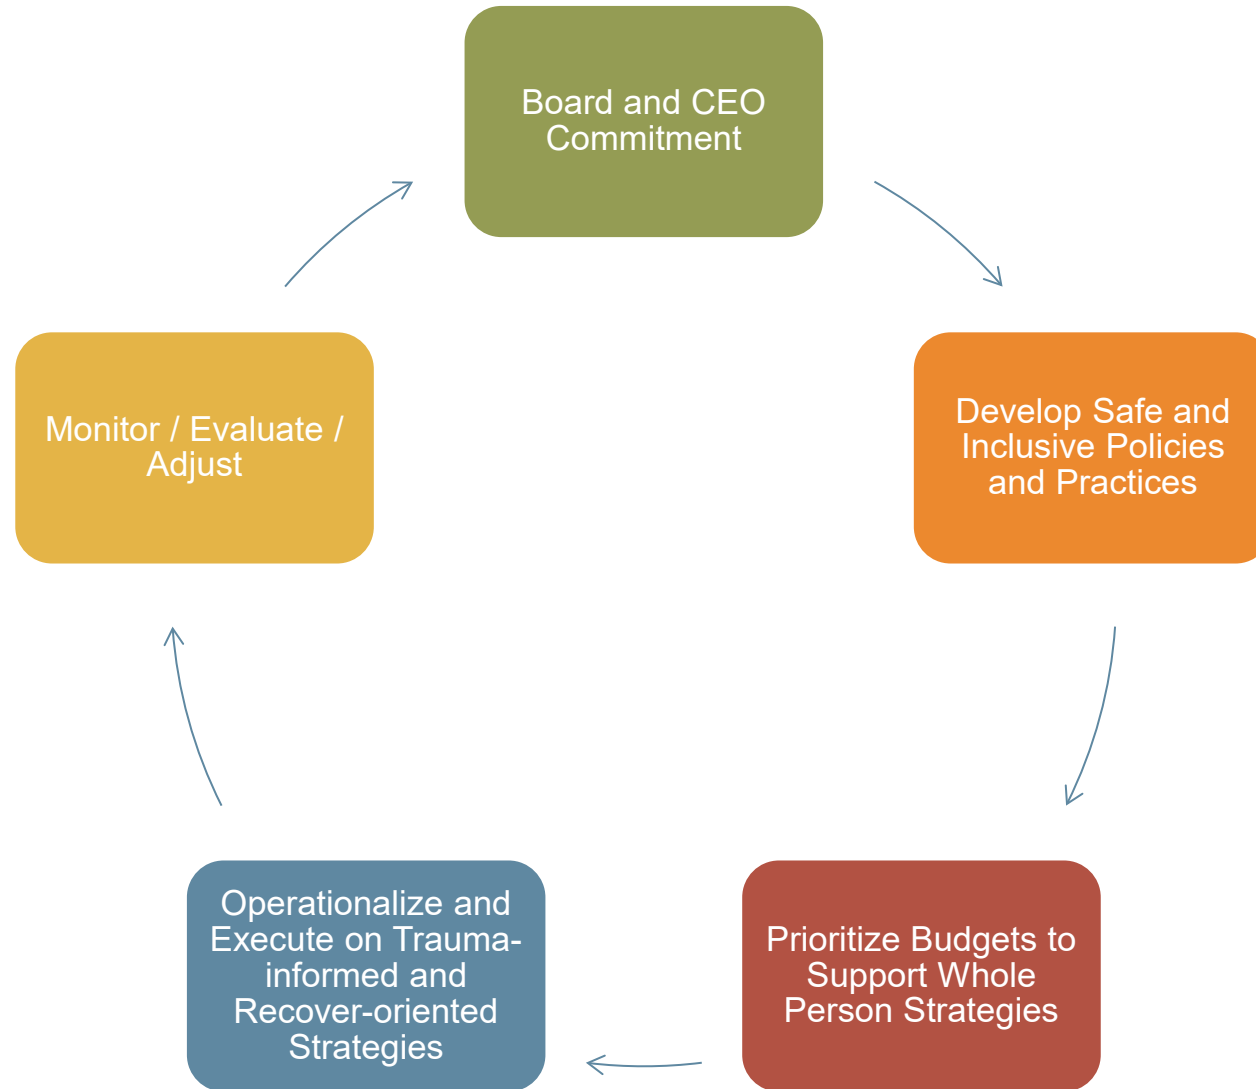 Board and CEO
Commitment
Develop Safe and
Inclusive Policies
and Practices
Prioritize Budgets to
Support Whole
Person Strategies
Operationalize and
Execute on Trauma-
informed and
Recover-oriented
Strategies
Monitor / Evaluate /
Adjust